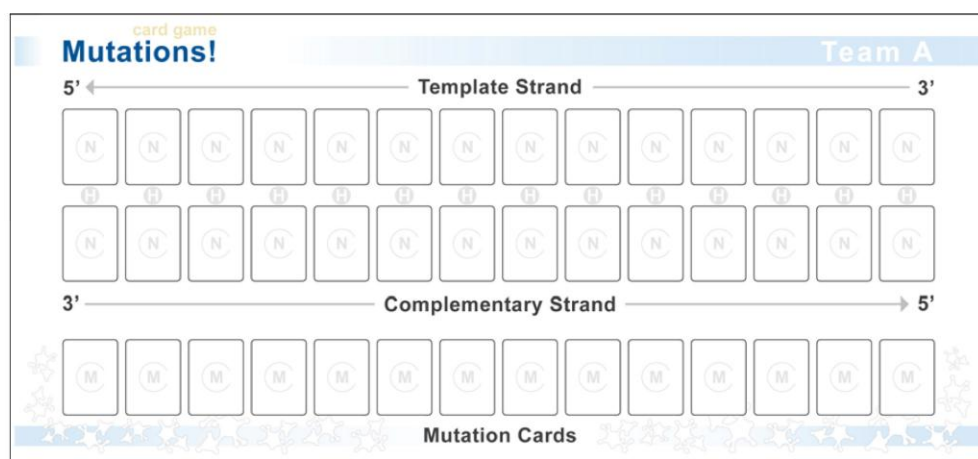 card game
Mutations!
Team A
5' Template Strand 3'
N N N N N N N N N N N N N N
H H H H H H H H H H H H H H
N N N N N N N N N N N N N N
3' Complementary Strand 5'
M M M M M M M M M M M M M M
Mutation Cards